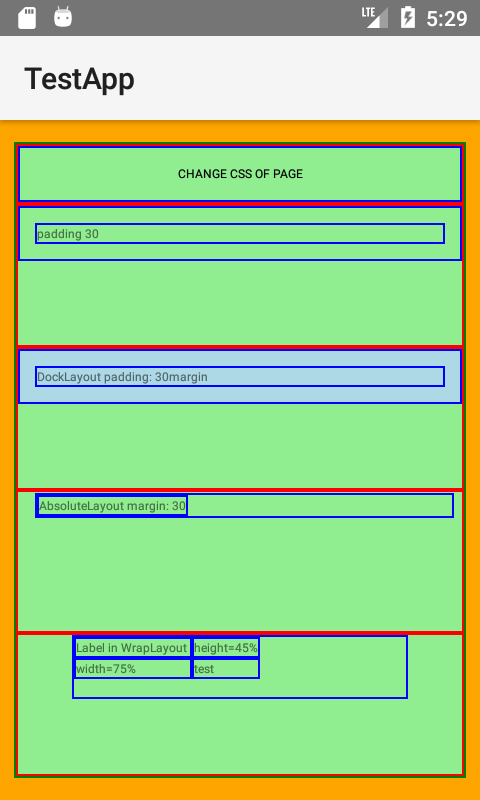 LTE 5:29
TestApp
CHANGE CSS OF PAGE
padding 30
DockLayout padding: 30margin
AbsoluteLayout margin: 30
Label in WrapLayout height=45%
width=75% test